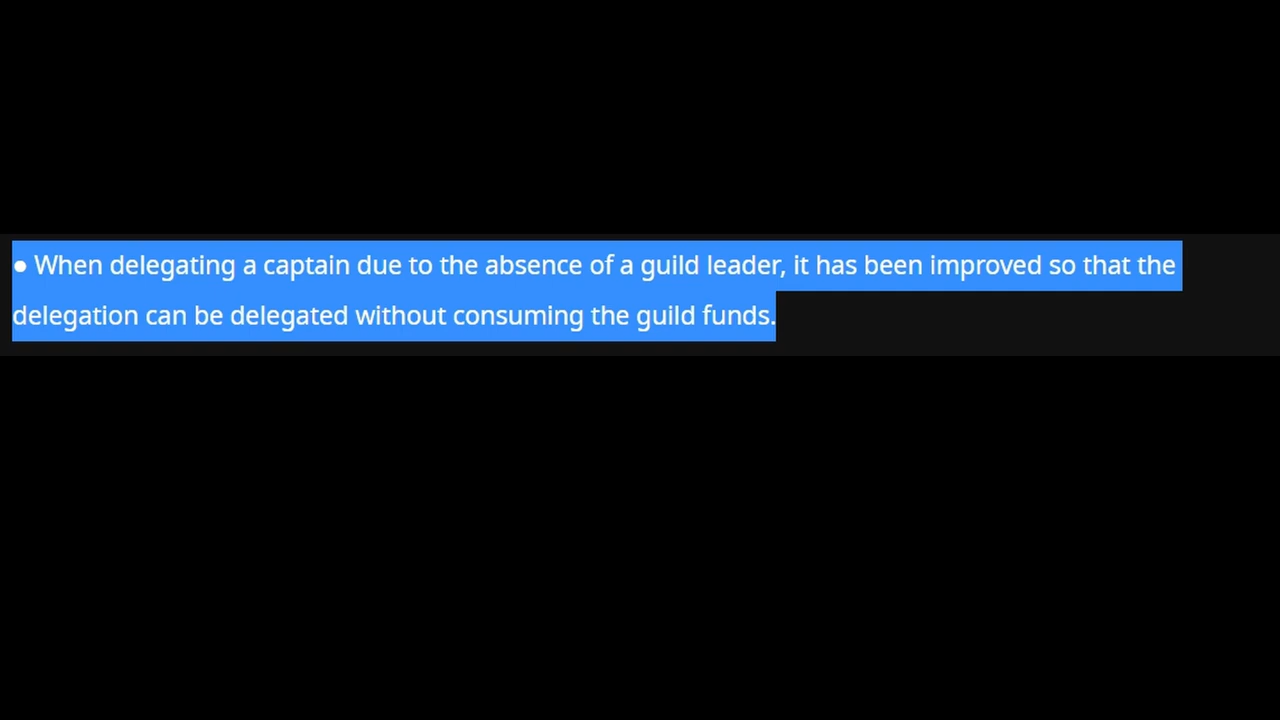 ● When delegating a captain due to the absence of a guild leader, it has been improved so that the
delegation can be delegated without consuming the guild funds.